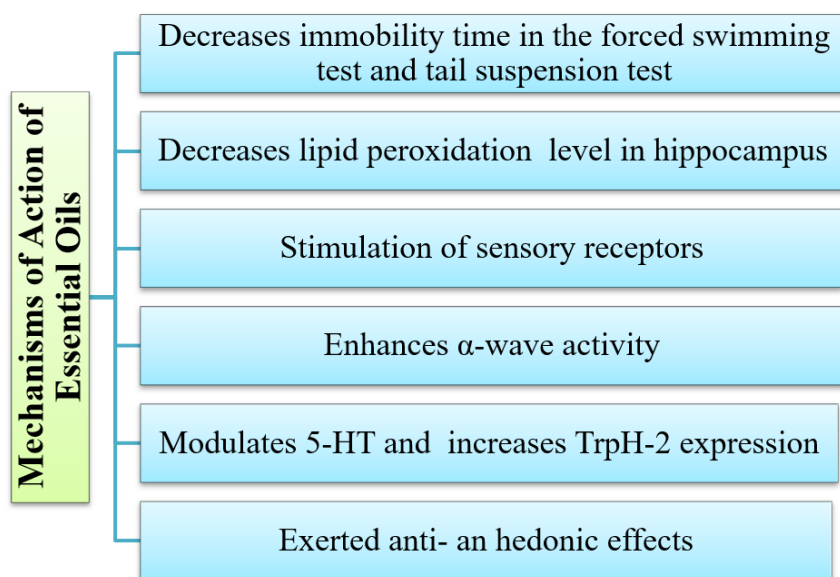 Mechanisms of Action of
Essential Oils
Decreases immobility time in the forced swimming
test and tail suspension test
Decreases lipid peroxidation level in hippocampus
Stimulation of sensory receptors
Enhances α-wave activity
Modulates 5-HT and increases TrpH-2 expression
Exerted anti- an hedonic effects